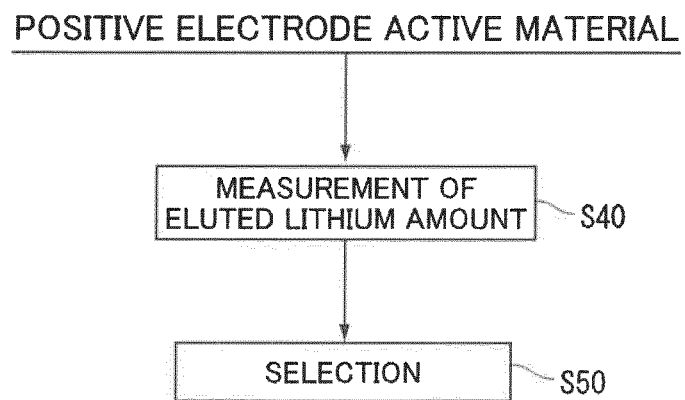 POSITIVE ELECTRODE ACTIVE MATERIAL
MEASUREMENT OF
ELUTED LITHIUM AMOUNT
S40
SELECTION
S50